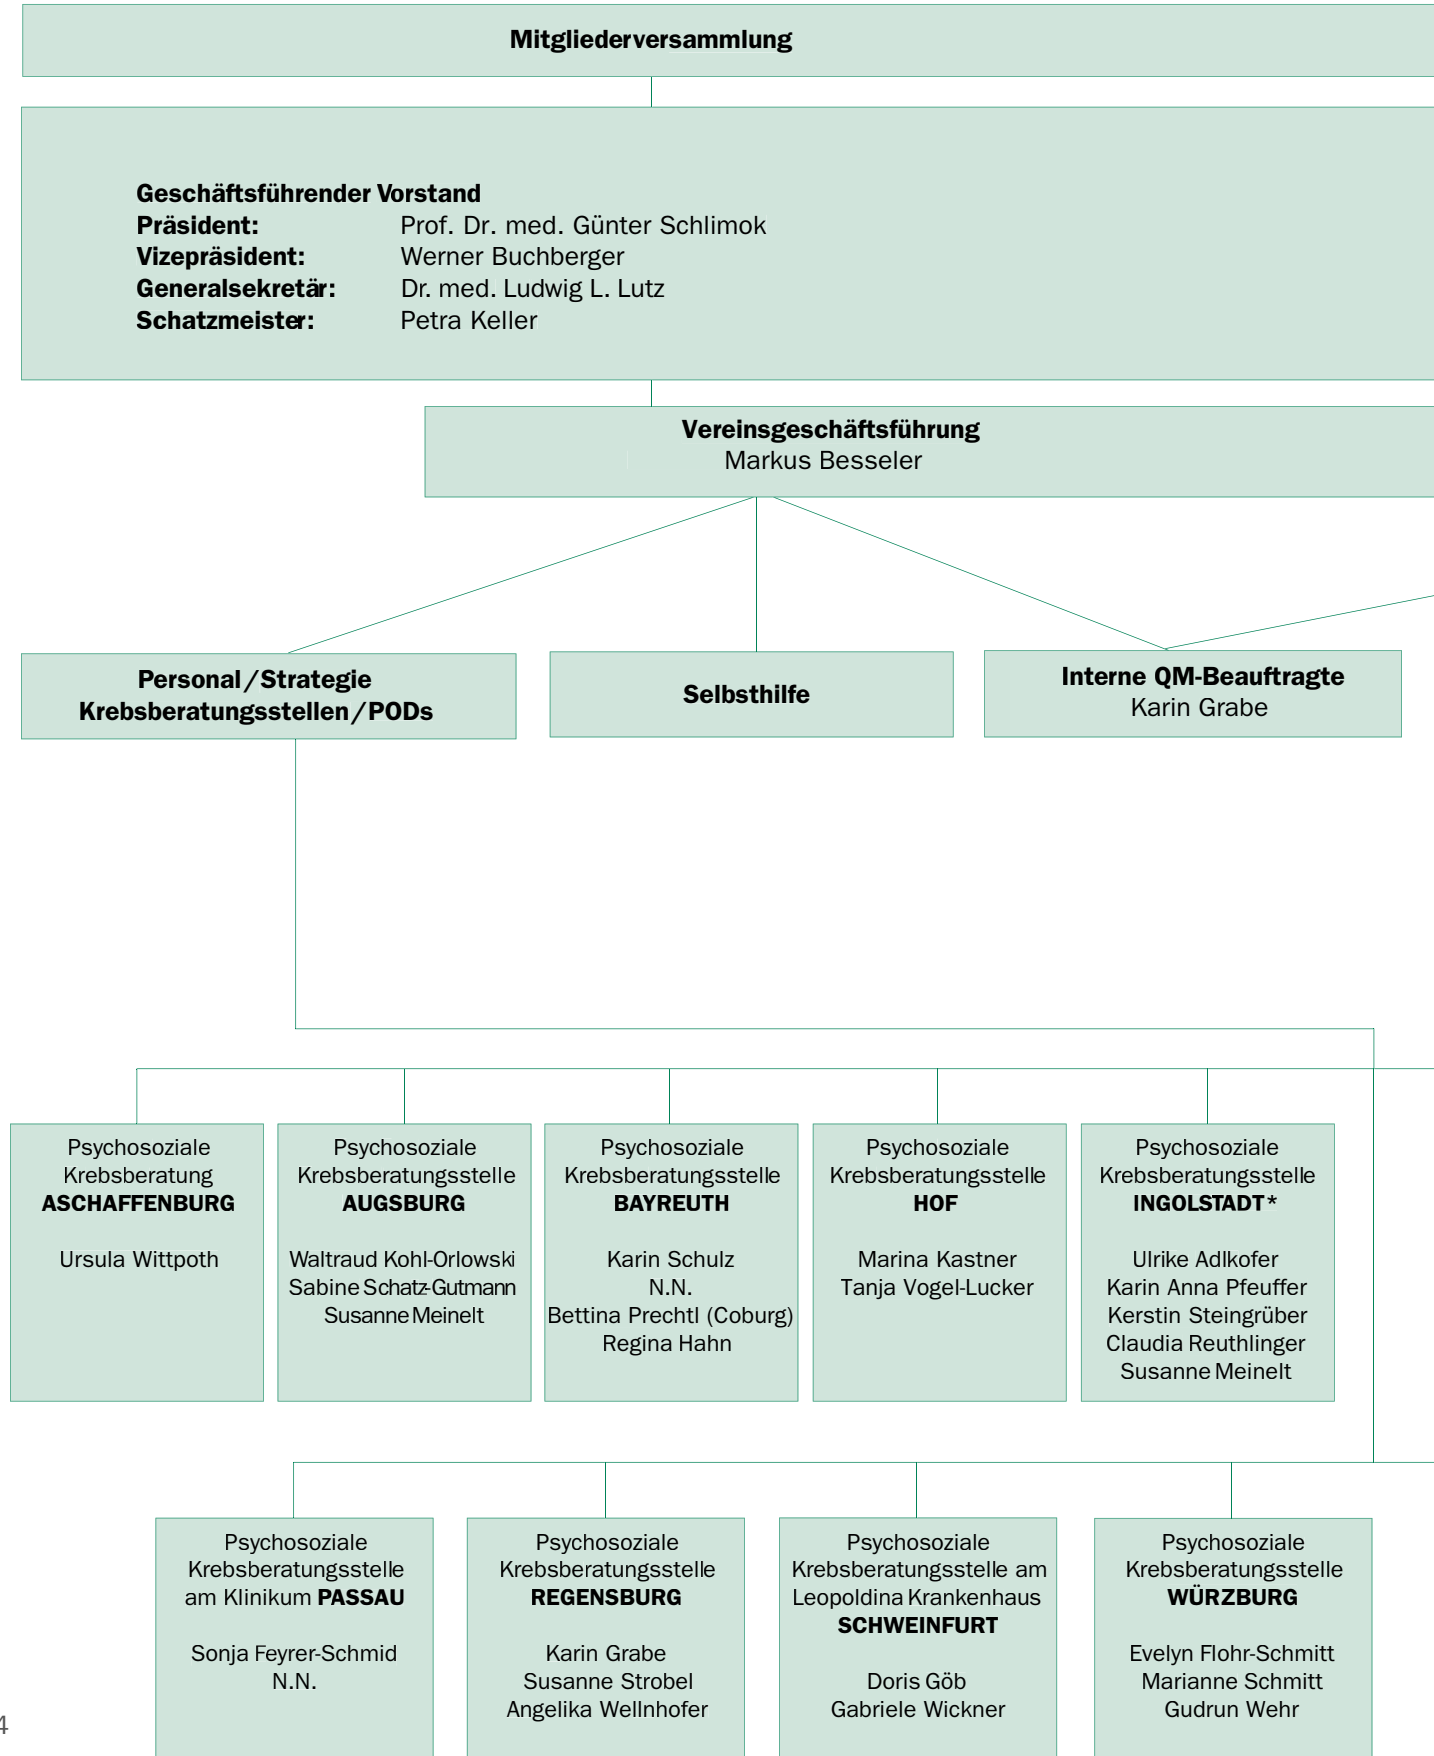 Mitgliederversammlung
Geschäftsführender Vorstand
Präsident: Prof. Dr. med. Günter Schlimok
Vizepräsident: Werner Buchberger
Generalsekretär: Dr. med. Ludwig L. Lutz
Schatzmeister: Petra Keller
Vereinsgeschäftsführung
Markus Besseler
Personal/Strategie
Krebsberatungsstellen/PODs
Selbsthilfe
Interne QM-Beauftragte
Karin Grabe
Psychosoziale
Krebsberatung
ASCHAFFENBURG
Ursula Wittpoth
Psychosoziale
Krebsberatungsstelle
AUGSBURG
Waltraud Kohl-Orlowski
Sabine Schatz-Gutmann
Susanne Meinelt
Psychosoziale
Krebsberatungsstelle
BAYREUTH
Karin Schulz
N.N.
Bettina Prechtl (Coburg)
Regina Hahn
Psychosoziale
Krebsberatungsstelle
HOF
Marina Kastner
Tanja Vogel-Lucker
Psychosoziale
Krebsberatungsstelle
INGOLSTADT*
Ulrike Adlkofer
Karin Anna Pfeuffer
Kerstin Steingrüber
Claudia Reuthlinger
Susanne Meinelt
Psychosoziale
Krebsberatungsstelle
am Klinikum PASSAU
Sonja Feyrer-Schmid
N.N.
Psychosoziale
Krebsberatungsstelle
REGENSBURG
Karin Grabe
Susanne Strobel
Angelika Wellnhofer
Psychosoziale
Krebsberatungsstelle am
Leopoldina Krankenhaus
SCHWEINFURT
Doris Göb
Gabriele Wickner
Psychosoziale
Krebsberatungsstelle
WÜRZBURG
Evelyn Flohr-Schmitt
Marianne Schmitt
Gudrun Wehr
4